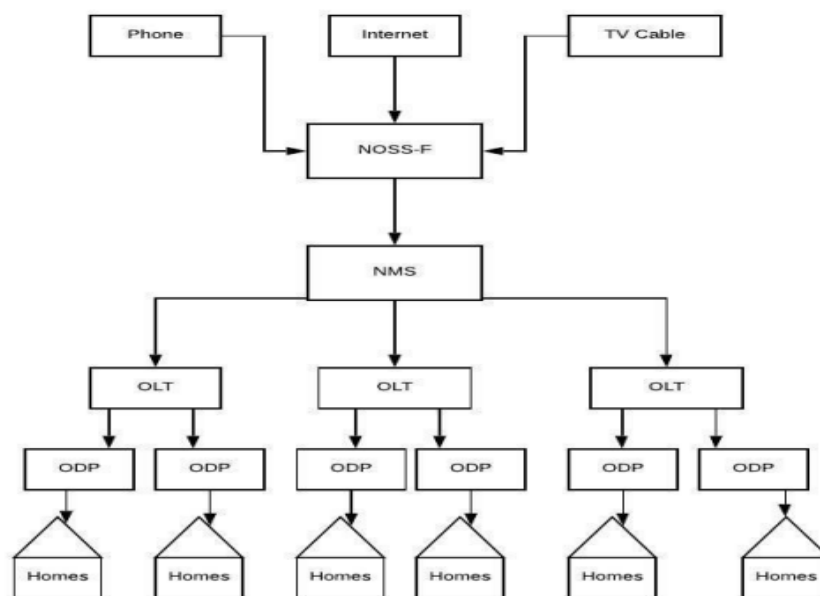 Phone
Internet
TV Cable
NOSS-F
NMS
OLT
OLT
OLT
ODP
ODP
ODP
ODP
ODP
ODP
Homes
Homes
Homes
Homes
Homes
Homes